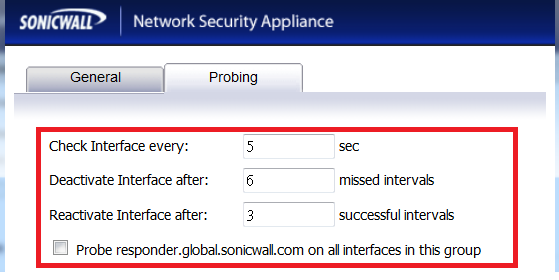 SONICWALL Network Security Appliance
General Probing
Check Interface every: 5 sec
Deactivate Interface after: 6 missed intervals
Reactivate Interface after: 3 successful intervals
Probe responder.global.sonicwall.com on all interfaces in this group